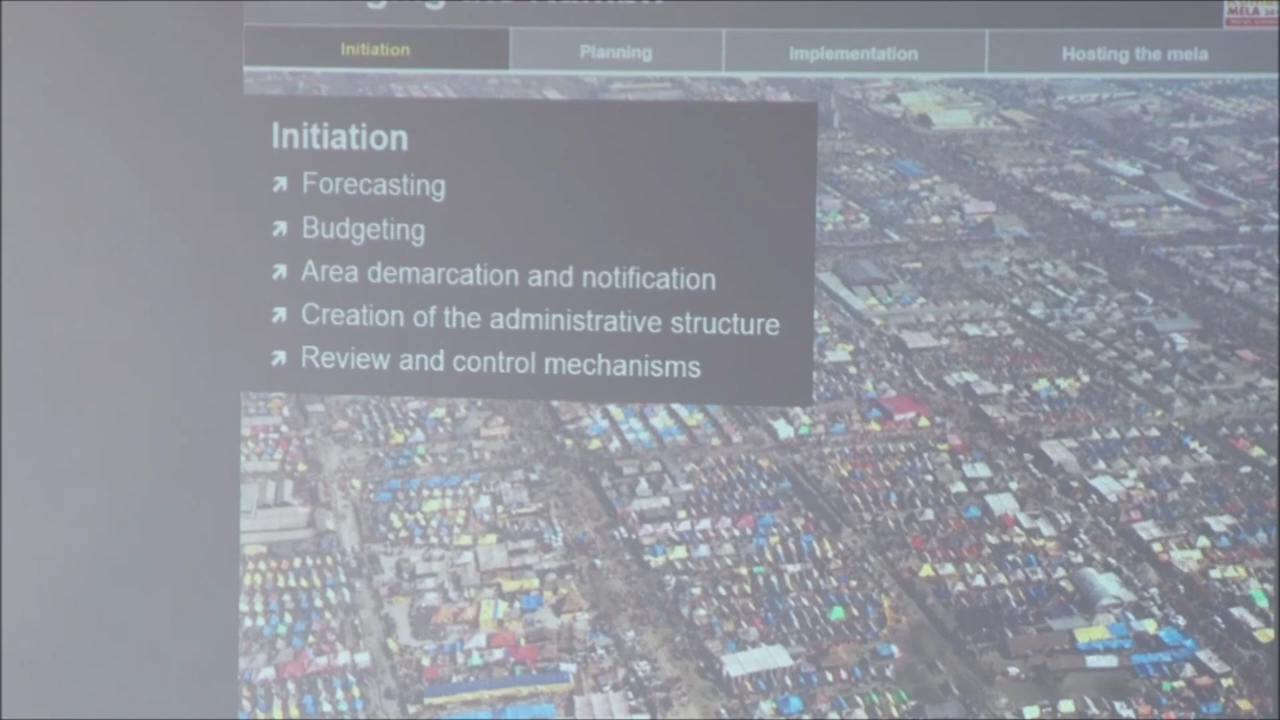 Initiation
Planning
Implementation
Hosting the mela
Initiation
Forecasting
Budgeting
Area demarcation and notification
Creation of the administrative structure
Review and control mechanisms
MELA